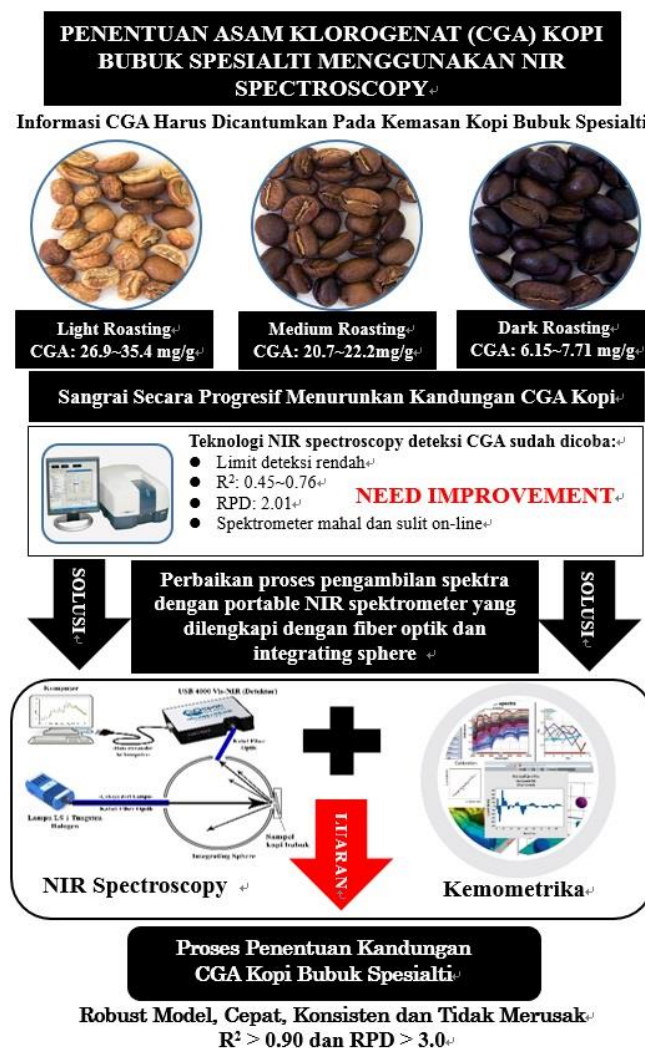 PENENTUAN ASAM KLOROGENAT (CGA) KOPI
BUBUK SPESIALTI MENGGUNAKAN NIR
SPECTROSCOPY
Informasi CGA Harus Dicantumkan Pada Kemasan Kopi Bubuk Spesialti
Light Roasting
CGA: 26.9~35.4 mg/g
Medium Roasting
CGA: 20.7~22.2mg/g
Dark Roasting
CGA: 6.15~7.71 mg/g
Sangrai Secara Progresif Menurunkan Kandungan CGA Kopi
Teknologi NIR spectroscopy deteksi CGA sudah dicoba:
● Limit deteksi rendah
● R²: 0.45~0.76
● RPD: 2.01
● Spektrometer mahal dan sulit on-line
NEED IMPROVEMENT
SOLUSI
Perbaikan proses pengambilan spektra
dengan portable NIR spektrometer yang
dilengkapi dengan fiber optik dan
integrating sphere
SOLUSI
Komputer
USB 4000 Vis-NIR (Detektor)
Kabel Fiber
Optik
Kabel Fiber Optik
Lampu LS 1 Tungsten
Halogen
Integrating Sphere
Sampel
kopi bubuk
NIR Spectroscopy
LUARAN
spectra
Kemometrika
Proses Penentuan Kandungan
CGA Kopi Bubuk Spesialti
Robust Model, Cepat, Konsisten dan Tidak Merusak
R² > 0.90 dan RPD > 3.0